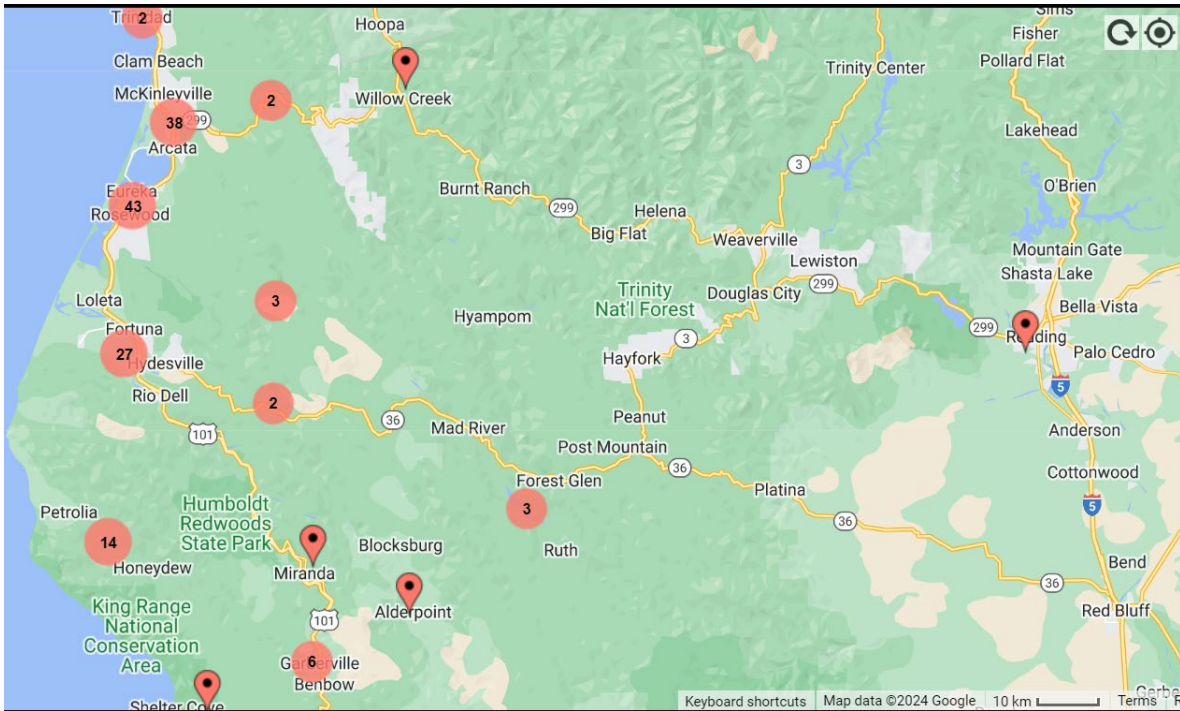 Trinidad
2
Hoopa
Sims
Fisher
Pollard Flat
Clam Beach
Trinity Center
McKinleyville
2
Willow Creek
38
299
Lakehead
Arcata
3
Burnt Ranch
O'Brien
Eureka
43
Rosewood
299
Helena
Big Flat
Weaverville
Mountain Gate
Lewiston
Shasta Lake
Loleta
3
Trinity
Nat'l Forest
Douglas City
299
Bella Vista
Hyampom
Fortuna
299
Redding
27
Hydesville
3
Hayfork
Palo Cedro
5
Rio Dell
2
36
Peanut
Mad River
101
Post Mountain
Anderson
36
Cottonwood
Forest Glen
Platina
Humboldt
Redwoods
State Park
Petrolia
3
5
36
14
Blocksburg
Ruth
Honeydew
Miranda
Bend
36
King Range
National
Conservation
Area
101
Alderpoint
Red Bluff
6
Garberville
Benbow
Shelter Cove
Keyboard shortcuts
Map data ©2024 Google
10 km
Terms